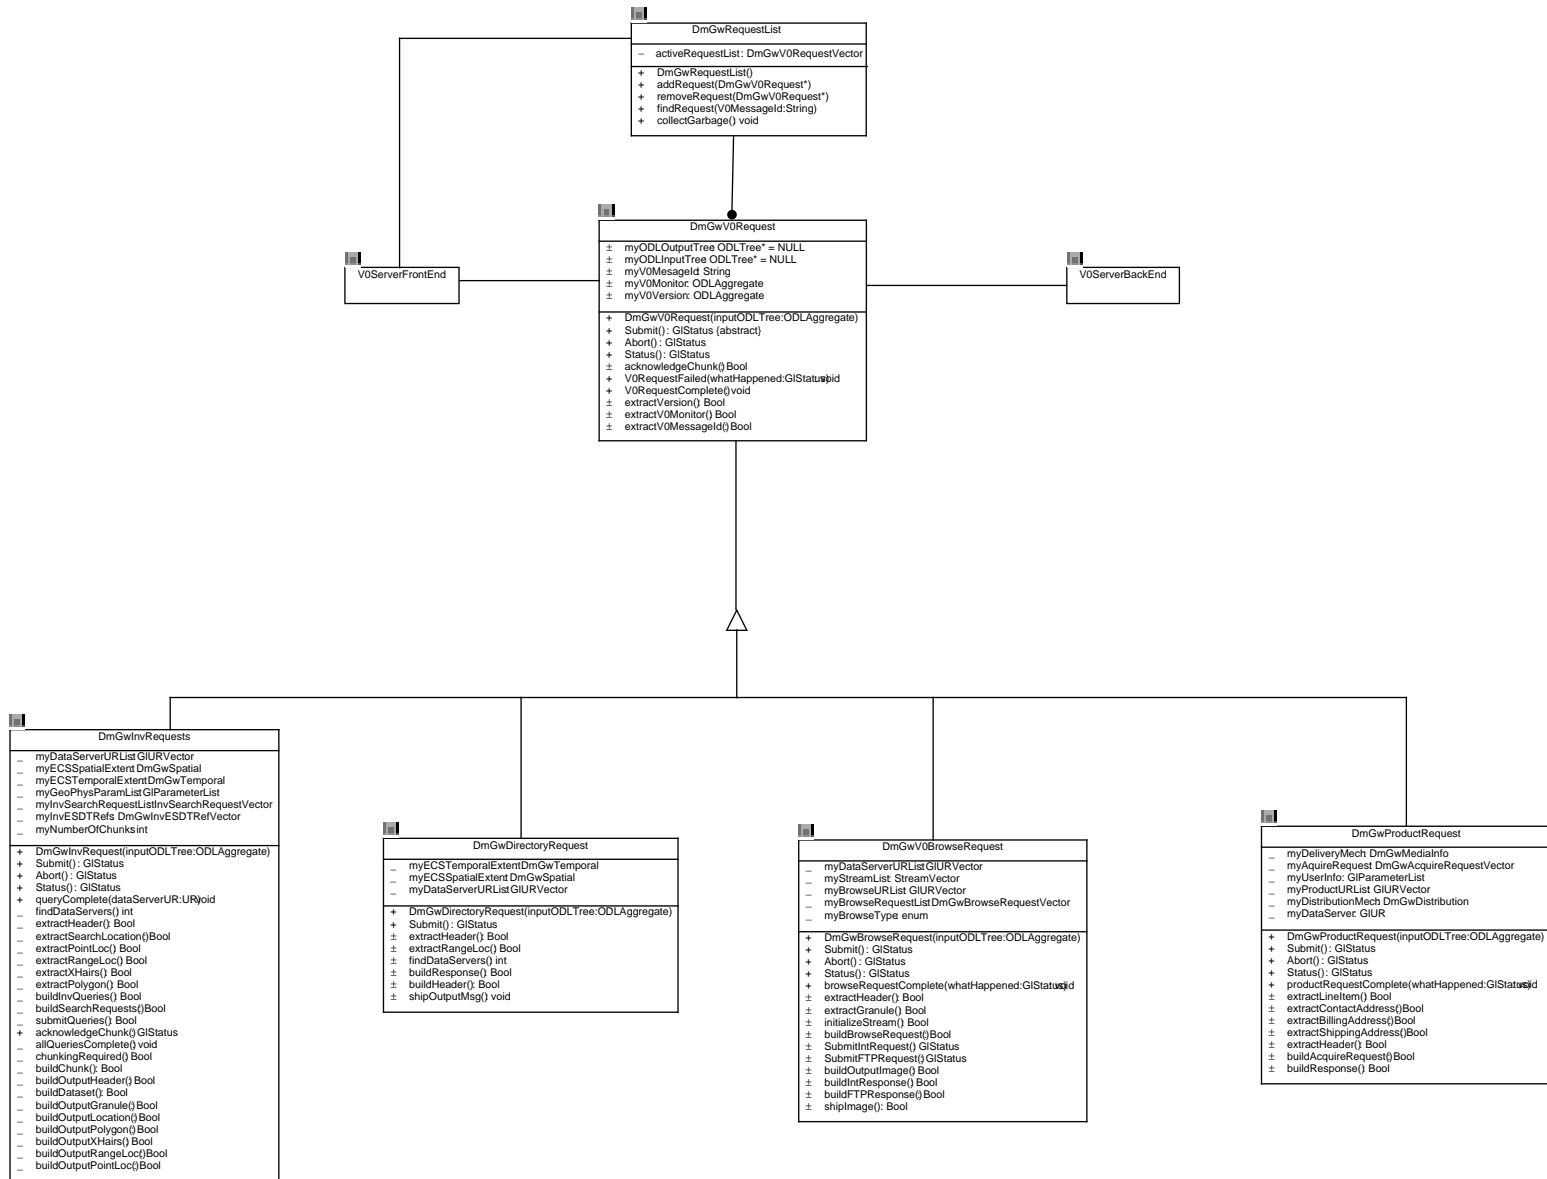 DmGwRequestList
− activeRequestList: DmGwV0RequestVector
+ DmGwRequestList()
+ addRequest(DmGwV0Request*)
+ removeRequest(DmGwV0Request*)
+ findRequest(V0MessageId:String)
+ collectGarbage(): void
DmGwV0Request
± myODLOutputTree: ODLTree* = NULL
± myODLInputTree: ODLTree* = NULL
± myV0MesageId: String
± myV0Monitor: ODLAggregate
± myV0Version: ODLAggregate
+ DmGwV0Request(inputODLTree:ODLAggregate)
+ Submit(): GlStatus {abstract}
+ Abort(): GlStatus
+ Status(): GlStatus
± acknowledgeChunk(): Bool
+ V0RequestFailed(whatHappened:GlStatus): void
+ V0RequestComplete(): void
± extractVersion(): Bool
± extractV0Monitor(): Bool
± extractV0MessageId(): Bool
V0ServerFrontEnd
V0ServerBackEnd
DmGwInvRequests
_ myDataServerURList: GlURVector
_ myECSSpatialExtent: DmGwSpatial
_ myECSTemporalExtent: DmGwTemporal
_ myGeoPhysParamList: GlParameterList
_ myInvSearchRequestList: InvSearchRequestVector
_ myInvESDTRefs: DmGwInvESDTRefVector
_ myNumberOfChunks: int
+ DmGwInvRequest(inputODLTree:ODLAggregate)
+ Submit(): GlStatus
+ Abort(): GlStatus
+ Status(): GlStatus
+ queryComplete(dataServerUR:UR): void
_ findDataServers(): int
_ extractHeader(): Bool
_ extractSearchLocation(): Bool
_ extractPointLoc(): Bool
_ extractRangeLoc(): Bool
_ extractXHairs(): Bool
_ extractPolygon(): Bool
_ buildInvQueries(): Bool
_ buildSearchRequests(): Bool
_ submitQueries(): Bool
+ acknowledgeChunk(): GlStatus
_ allQueriesComplete(): void
_ chunkingRequired(): Bool
_ buildChunk(): Bool
_ buildOutputHeader(): Bool
_ buildDataset(): Bool
_ buildOutputGranule(): Bool
_ buildOutputLocation(): Bool
_ buildOutputPolygon(): Bool
_ buildOutputXHairs(): Bool
_ buildOutputRangeLoc(): Bool
_ buildOutputPointLoc(): Bool
DmGwDirectoryRequest
_ myECSTemporalExtent: DmGwTemporal
_ myECSSpatialExtent: DmGwSpatial
_ myDataServerURList: GlURVector
+ DmGwDirectoryRequest(inputODLTree:ODLAggregate)
+ Submit(): GlStatus
± extractHeader(): Bool
± extractRangeLoc(): Bool
± findDataServers(): int
± buildResponse(): Bool
± buildHeader(): Bool
± shipOutputMsg(): void
DmGwV0BrowseRequest
_ myDataServerURList: GlURVector
_ myStreamList: StreamVector
_ myBrowseURList: GlURVector
_ myBrowseRequestList: DmGwBrowseRequestVector
_ myBrowseType: enum
+ DmGwBrowseRequest(inputODLTree:ODLAggregate)
+ Submit(): GlStatus
+ Abort(): GlStatus
+ Status(): GlStatus
+ browseRequestComplete(whatHappened:GlStatus): void
± extractHeader(): Bool
± extractGranule(): Bool
± initializeStream(): Bool
± buildBrowseRequest(): Bool
± SubmitIntRequest(): GlStatus
± SubmitFTPRequest(): GlStatus
± buildOutputImage(): Bool
± buildIntResponse(): Bool
± buildFTPResponse(): Bool
± shipImage(): Bool
DmGwProductRequest
_ myDeliveryMech: DmGwMediaInfo
_ myAquireRequest: DmGwAcquireRequestVector
_ myUserInfo: GlParameterList
_ myProductURList: GlURVector
_ myDistributionMech: DmGwDistribution
_ myDataServer: GlUR
+ DmGwProductRequest(inputODLTree:ODLAggregate)
+ Submit(): GlStatus
+ Abort(): GlStatus
+ Status(): GlStatus
+ productRequestComplete(whatHappened:GlStatus): void
± extractLineItem(): Bool
± extractContactAddress(): Bool
± extractBillingAddress(): Bool
± extractShippingAddress(): Bool
± extractHeader(): Bool
± buildAcquireRequest(): Bool
± buildResponse(): Bool